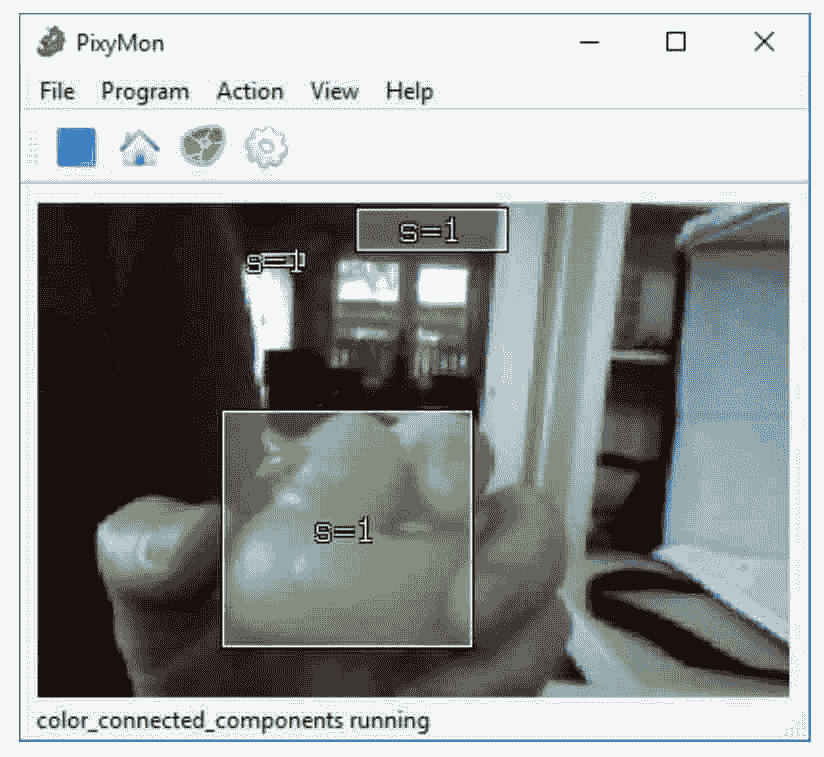 PixyMon
File Program Action View Help
s=1
s=1
s=1
color_connected_components running